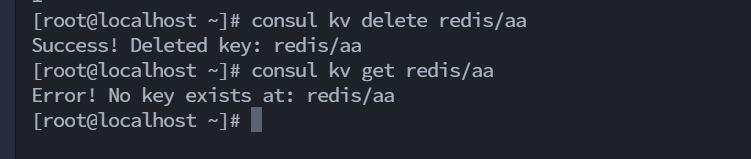 [root@localhost ~]# consul kv delete redis/aa
Success! Deleted key: redis/aa
[root@localhost ~]# consul kv get redis/aa
Error! No key exists at: redis/aa
[root@localhost ~]#